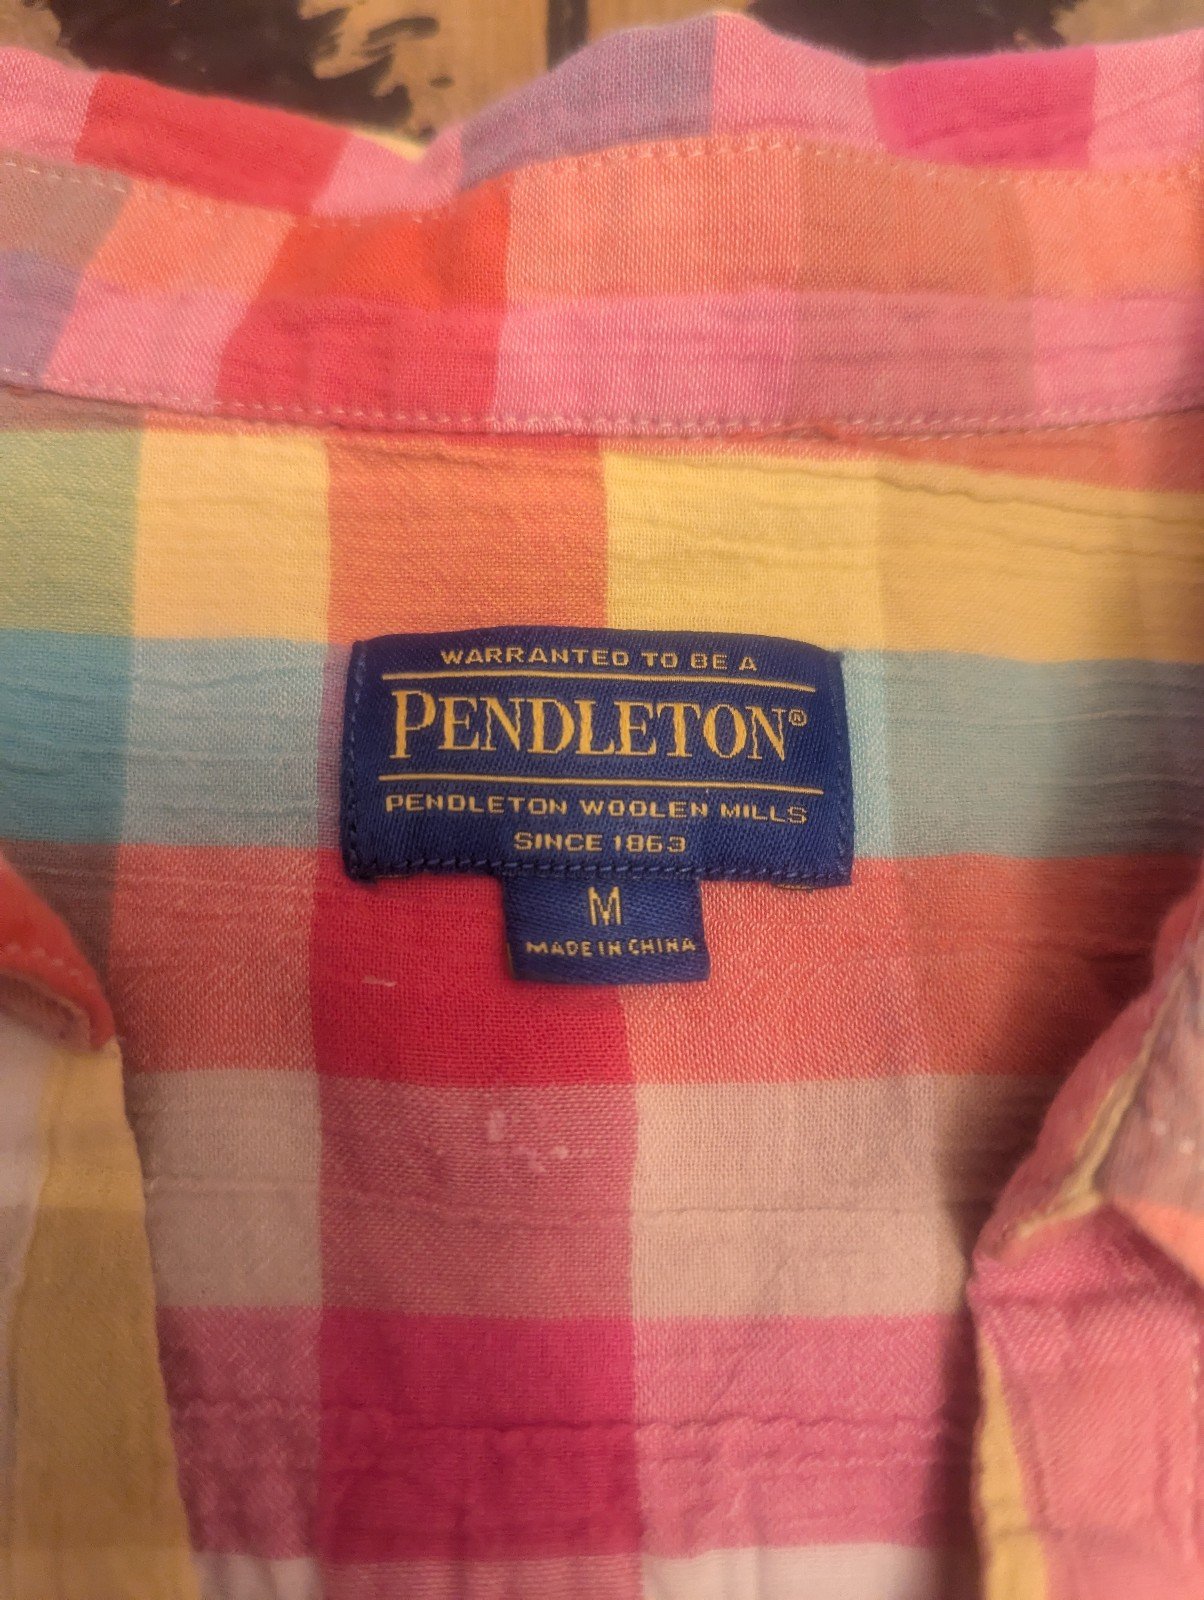 WARRANTED TO BE A
PENDLETON®
PENDLETON WOOLEN MILLS
SINCE 1863
M
MADE IN CHINA